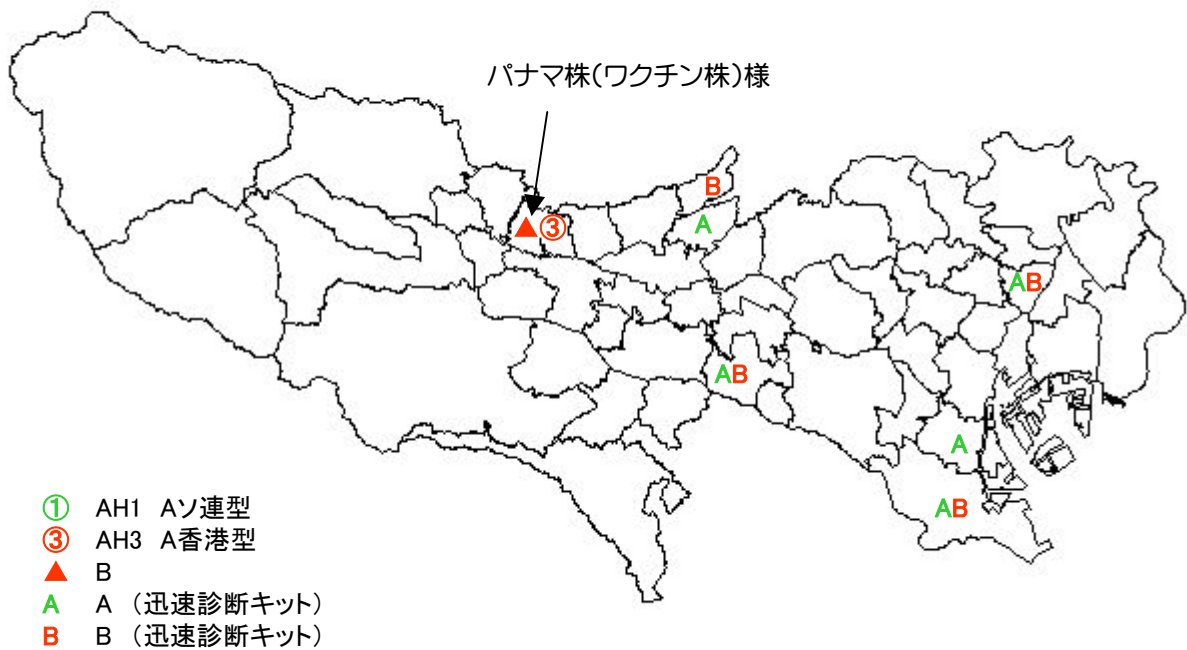 パナマ株(ワクチン株)様
B
▲③
A
AB
AB
A
AB
① AH1 Aソ連型
③ AH3 A香港型
▲ B
A A (迅速診断キット)
B B (迅速診断キット)